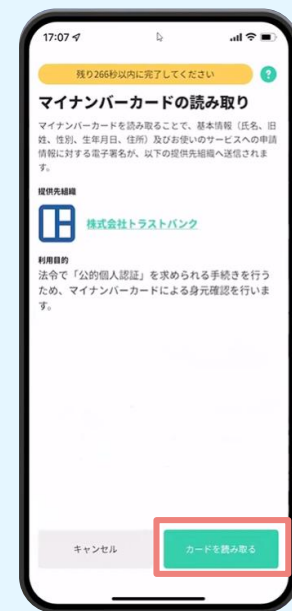 17:07
残り266秒以内に完了してください
?
マイナンバーカードの読み取り
マイナンバーカードを読み取ることで、基本情報（氏名、旧
姓、性別、生年月日、住所）及びお使いのサービスへの申請
情報に対する電子署名が、以下の提供先組織へ送信されま
す。
提供先組織
株式会社トラストバンク
利用目的
法令で「公的個人認証」を求められる手続きを行う
ため、マイナンバーカードによる身元確認を行いま
す。
キャンセル
カードを読み取る